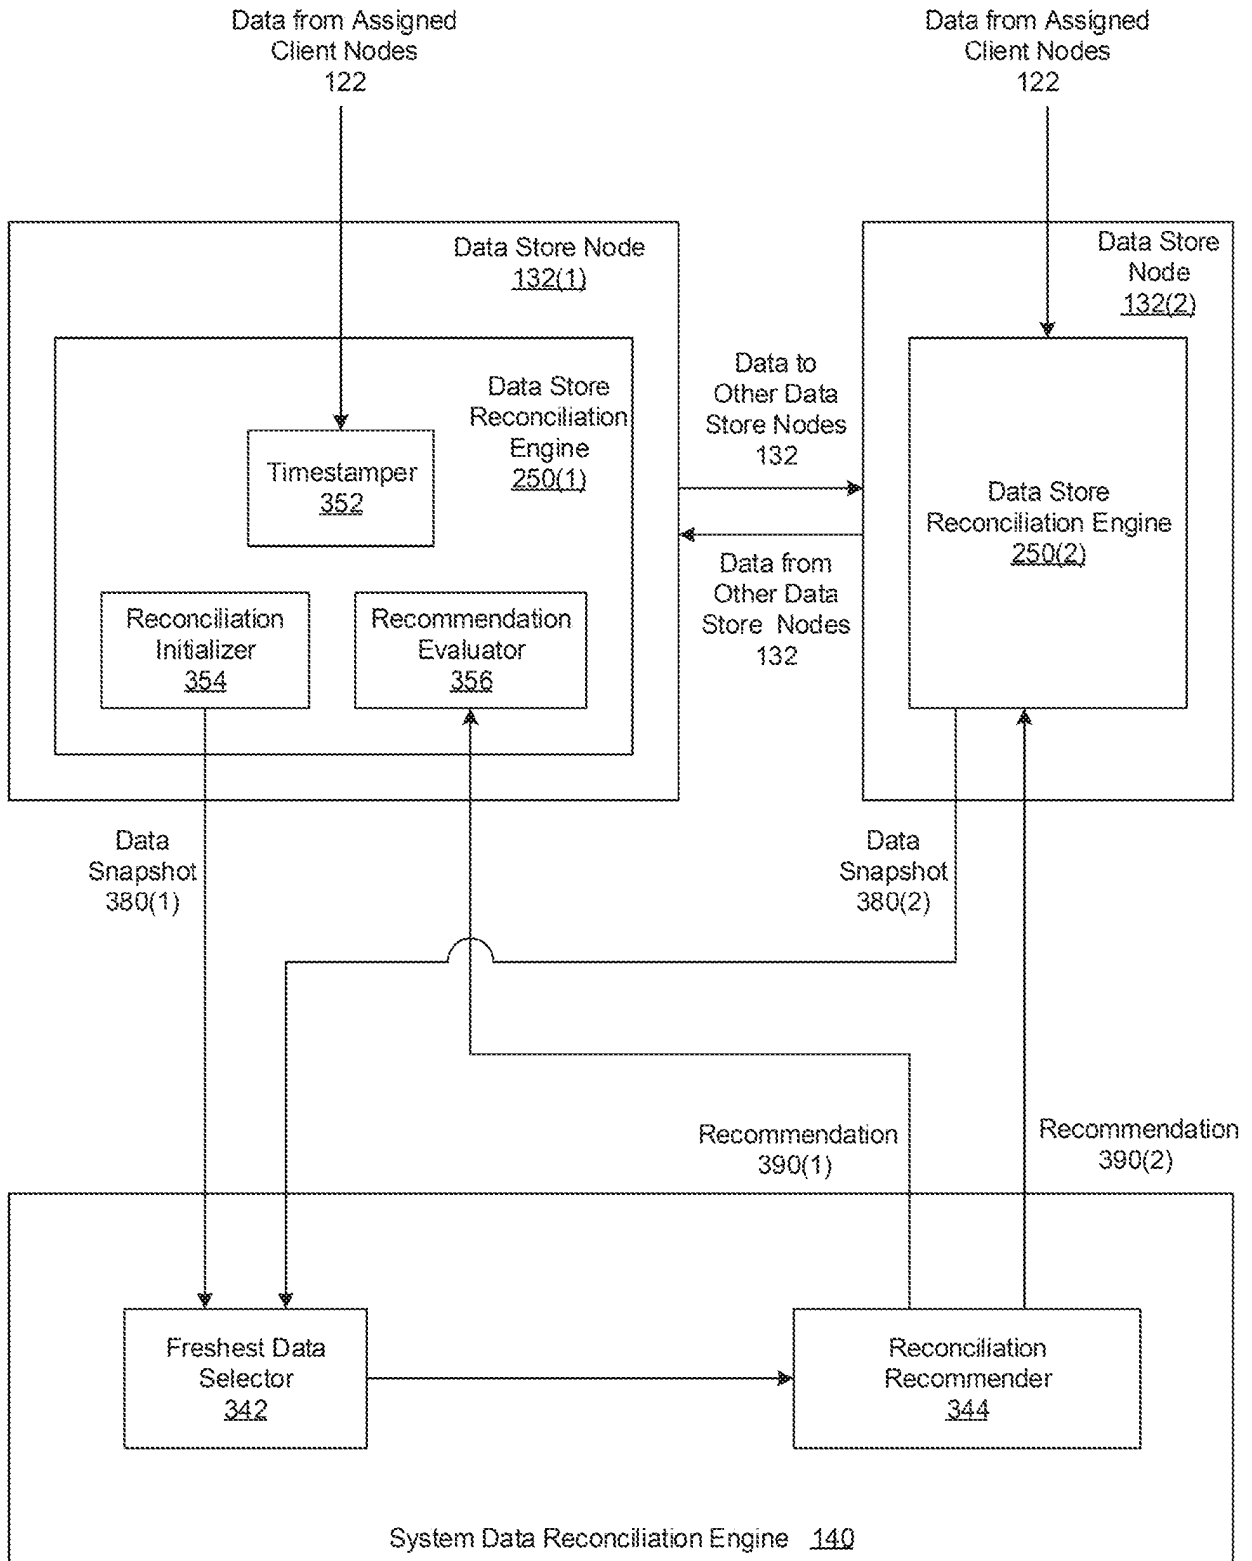 Data from Assigned
Client Nodes
122
Data from Assigned
Client Nodes
122
Data Store Node
132(1)
Data Store
Node
132(2)
Data Store
Reconciliation
Engine
250(1)
Timestamper
352
Reconciliation
Initializer
354
Recommendation
Evaluator
356
Data to
Other Data
Store Nodes
132
Data from
Other Data
Store Nodes
132
Data Store
Reconciliation Engine
250(2)
Data
Snapshot
380(1)
Data
Snapshot
380(2)
Recommendation
390(1)
Recommendation
390(2)
Freshest Data
Selector
342
Reconciliation
Recommender
344
System Data Reconciliation Engine 140